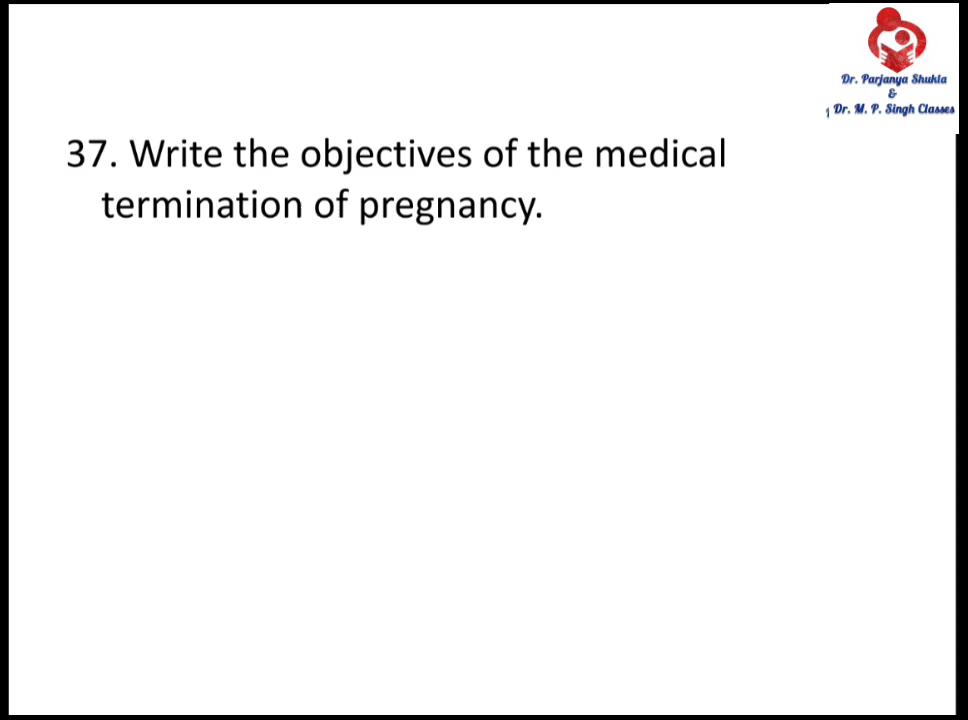 Dr. Parjanya Shukla
&
Dr. M. P. Singh Classes
37. Write the objectives of the medical
termination of pregnancy.